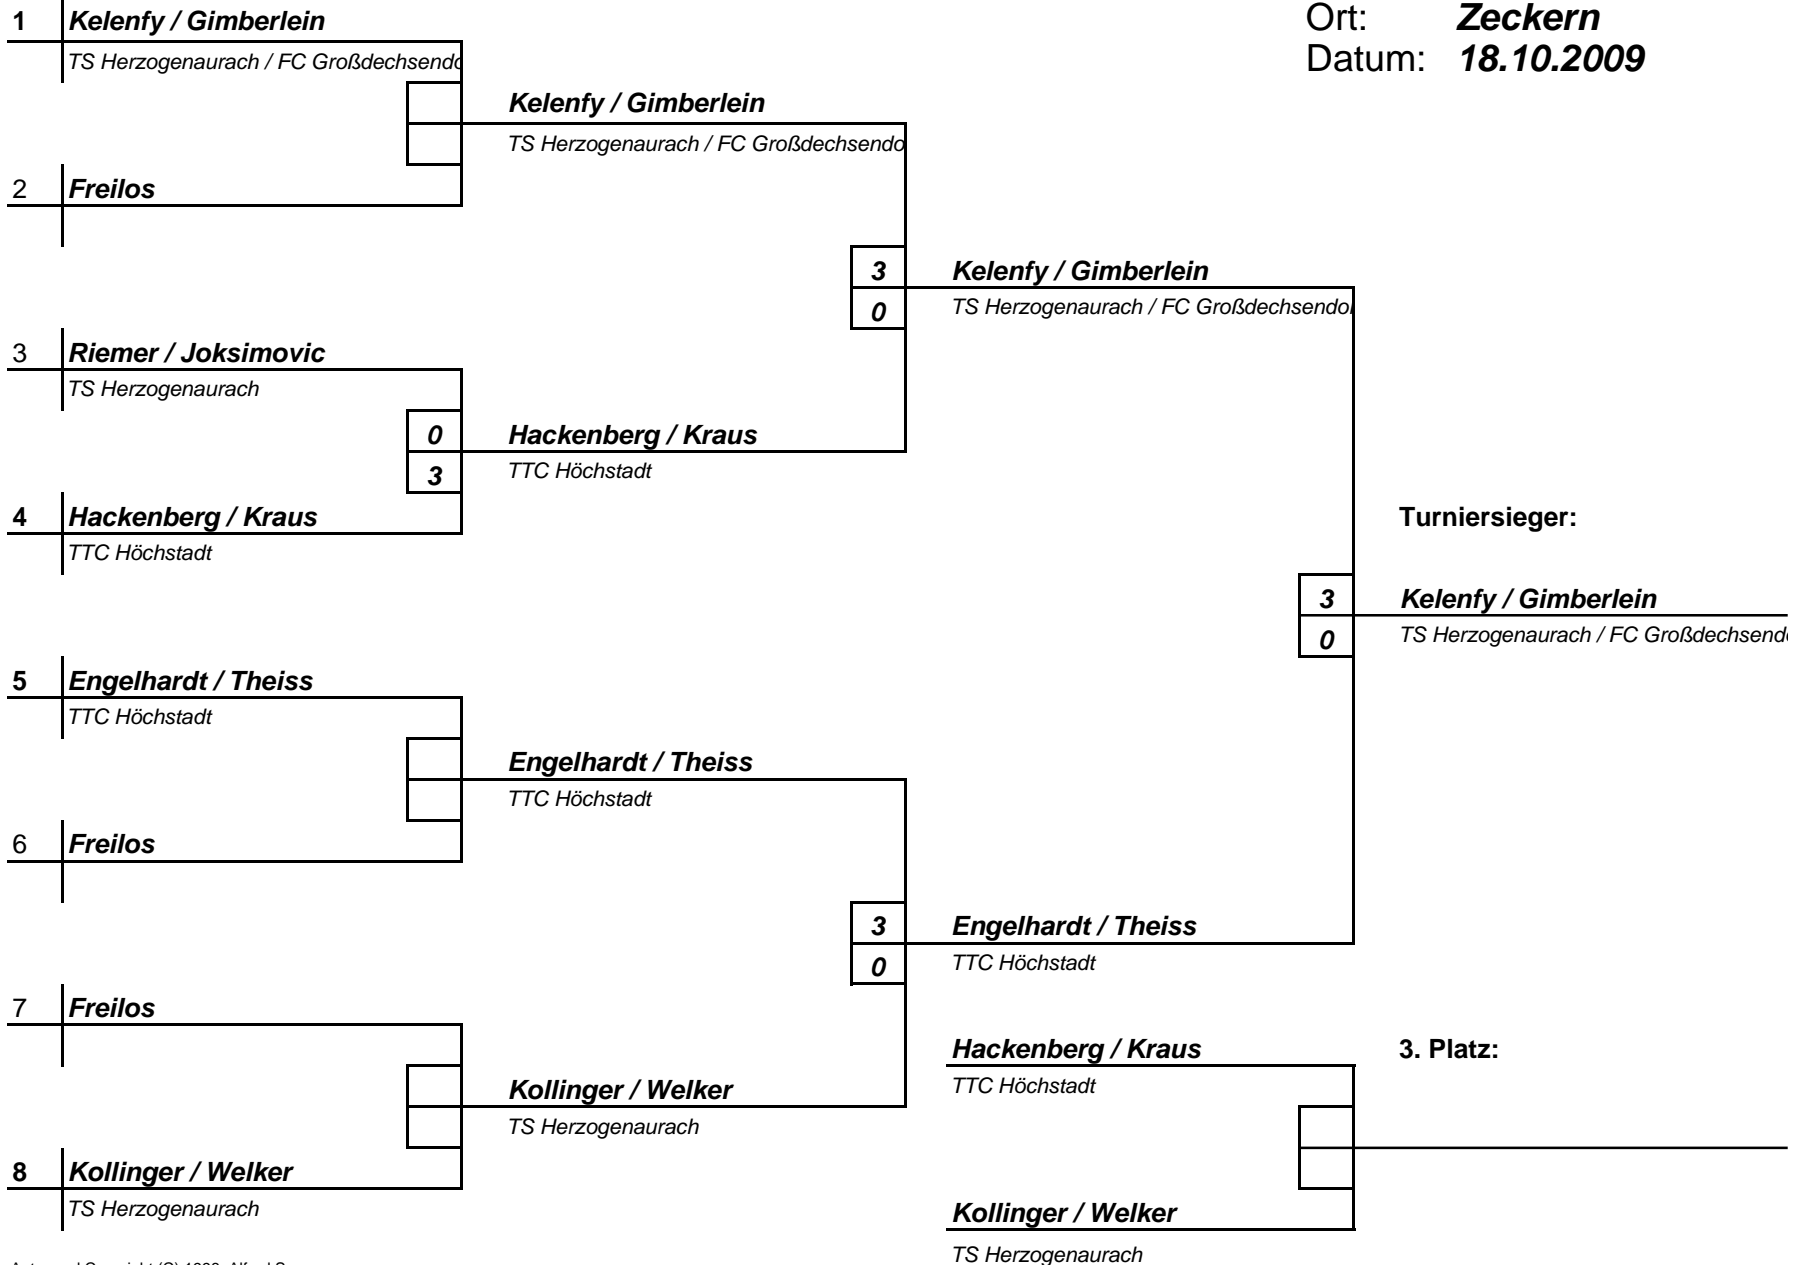 Ort: Zeckern
Datum: 18.10.2009
1 Kelenfy / Gimberlein
TS Herzogenaurach / FC Großdechsendo
2 Freilos
3 Riemer / Joksimovic
TS Herzogenaurach
0
3
4 Hackenberg / Kraus
TTC Höchstadt
5 Engelhardt / Theiss
TTC Höchstadt
6 Freilos
7 Freilos
8 Kollinger / Welker
TS Herzogenaurach
Kelenfy / Gimberlein
TS Herzogenaurach / FC Großdechsendo
3
0
Hackenberg / Kraus
TTC Höchstadt
Engelhardt / Theiss
TTC Höchstadt
3
0
Kollinger / Welker
TS Herzogenaurach
Kelenfy / Gimberlein
TS Herzogenaurach / FC Großdechsendo
3
0
Engelhardt / Theiss
TTC Höchstadt
Turniersieger:
Kelenfy / Gimberlein
TS Herzogenaurach / FC Großdechsend
Hackenberg / Kraus
TTC Höchstadt
3. Platz:
Kollinger / Welker
TS Herzogenaurach